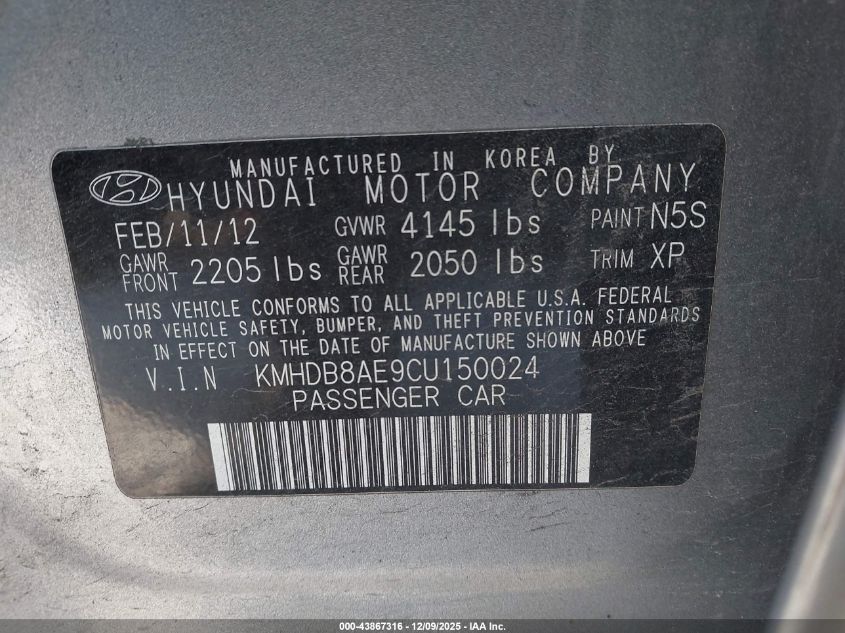 MANUFACTURED IN KOREA BY
HYUNDAI MOTOR COMPANY
FEB/11/12 GVWR 4145 lbs PAINT N5S
GAWR FRONT 2205 lbs GAWR REAR 2050 lbs TRIM XP
THIS VEHICLE CONFORMS TO ALL APPLICABLE U.S.A. FEDERAL
MOTOR VEHICLE SAFETY, BUMPER, AND THEFT PREVENTION STANDARDS
IN EFFECT ON THE DATE OF MANUFACTURE SHOWN ABOVE
V.I.N KMHDB8AE9CU150024
PASSENGER CAR
000-43867316 - 12/09/2025 - IAA Inc.